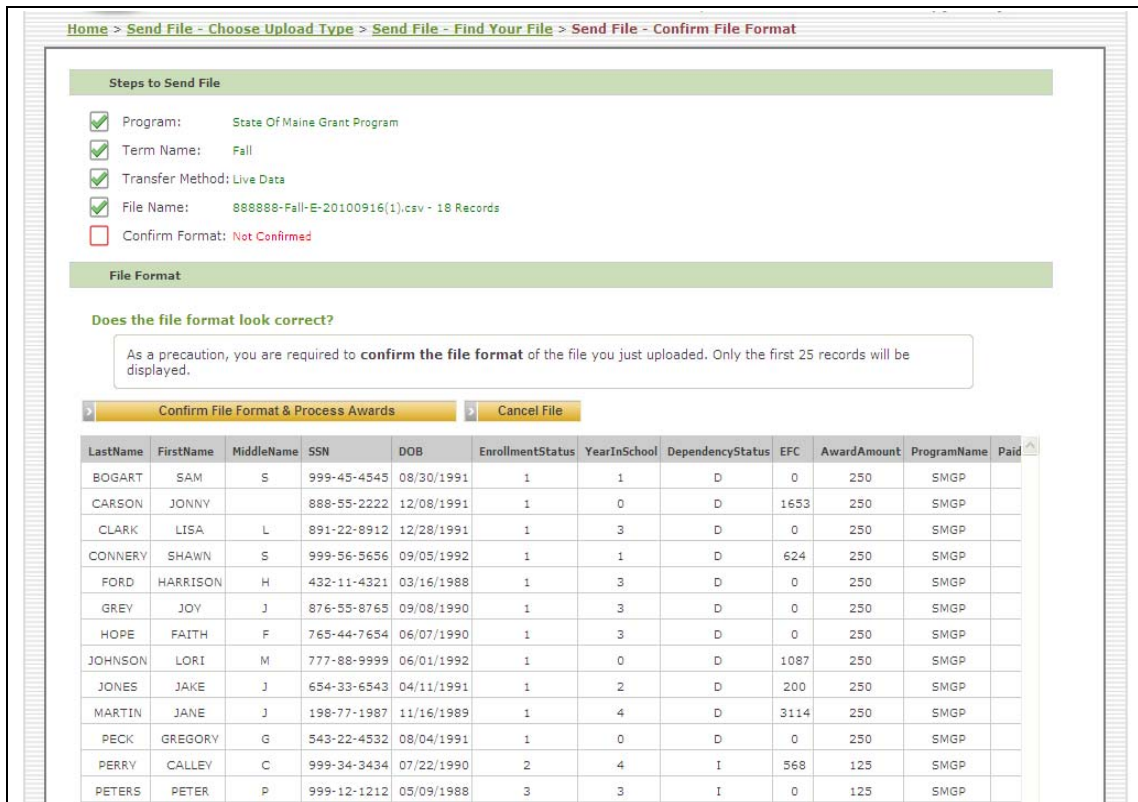 Home > Send File - Choose Upload Type > Send File - Find Your File > Send File - Confirm File Format
Steps to Send File
Program: State Of Maine Grant Program
Term Name: Fall
Transfer Method: Live Data
File Name: 888888-Fall-E-20100916(1).csv - 18 Records
Confirm Format: Not Confirmed
File Format
Does the file format look correct?
As a precaution, you are required to confirm the file format of the file you just uploaded. Only the first 25 records will be
displayed.
Confirm File Format & Process Awards Cancel File
LastName FirstName MiddleName SSN DOB EnrollmentStatus YearInSchool DependencyStatus EFC AwardAmount ProgramName Paid
BOGART SAM S 999-45-4545 08/30/1991 1 1 D 0 250 SMGP
CARSON JONNY 888-55-2222 12/08/1991 1 0 D 1653 250 SMGP
CLARK LISA L 891-22-8912 12/28/1991 1 3 D 0 250 SMGP
CONNERY SHAWN S 999-56-5656 09/05/1992 1 1 D 624 250 SMGP
FORD HARRISON H 432-11-4321 03/16/1988 1 3 D 0 250 SMGP
GREY JOY J 876-55-8765 09/08/1990 1 3 D 0 250 SMGP
HOPE FAITH F 765-44-7654 06/07/1990 1 3 D 0 250 SMGP
JOHNSON LORI M 777-88-9999 06/01/1992 1 0 D 1087 250 SMGP
JONES JAKE J 654-33-6543 04/11/1991 1 2 D 200 250 SMGP
MARTIN JANE J 198-77-1987 11/16/1989 1 4 D 3114 250 SMGP
PECK GREGORY G 543-22-4532 08/04/1991 1 0 D 0 250 SMGP
PERRY CALLEY C 999-34-3434 07/22/1990 2 4 I 568 125 SMGP
PETERS PETER P 999-12-1212 05/09/1988 3 3 I 0 125 SMGP